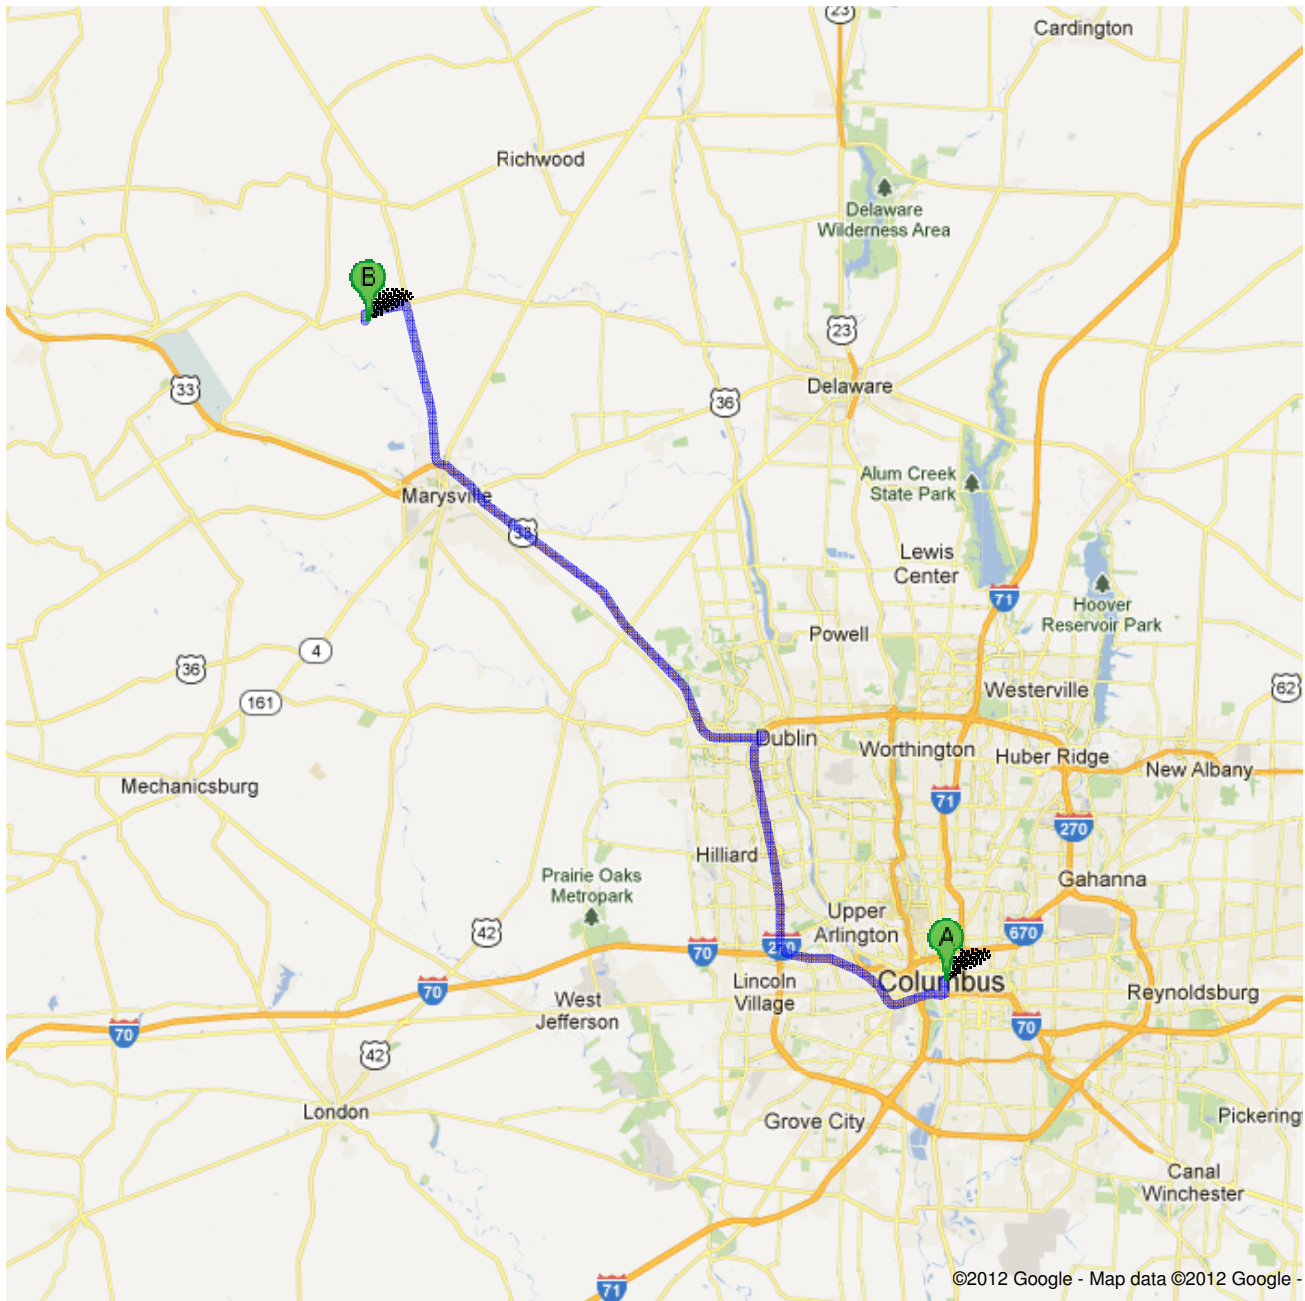 23
Cardington
Richwood
Delaware
Wilderness Area
B
23
33
Delaware
36
Alum Creek
State Park
Marysville
33
Lewis
Center
71
Hoover
Reservoir Park
Powell
4
36
161
Westerville
62
Dublin
Worthington
Huber Ridge
New Albany
Mechanicsburg
71
270
Hilliard
Prairie Oaks
Metropark
Gahanna
Upper
Arlington
42
A
670
70
270
Lincoln
Village
Columbus
70
Reynoldsburg
West
Jefferson
70
70
42
London
Grove City
Pickering
Canal
Winchester
71
©2012 Google - Map data ©2012 Google -